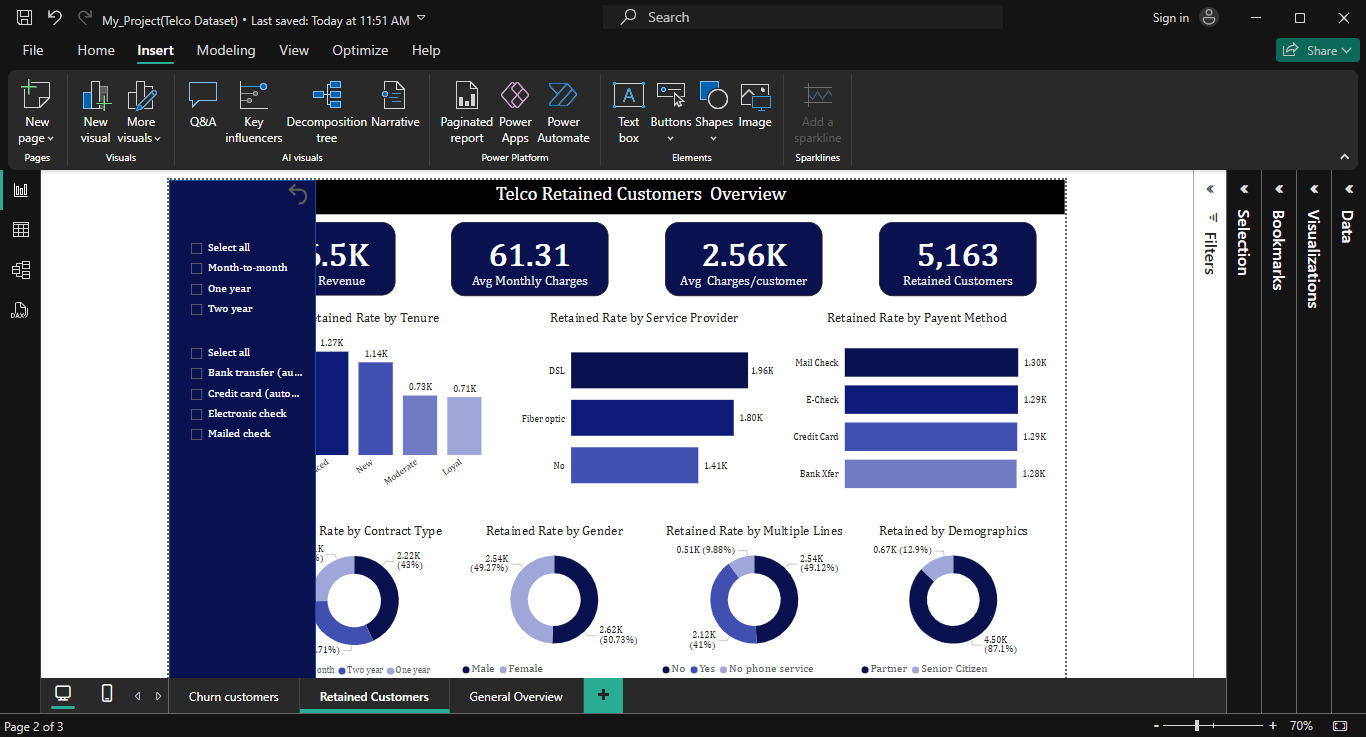 My_Project(Telco Dataset) • Last saved: Today at 11:51 AM
Search
Sign in
File Home Insert Modeling View Optimize Help
Share
New page
New visual
More visuals
Q&A
Key influencers
Decomposition tree
Narrative
Paginated report
Power Apps
Power Automate
Text box
Buttons
Shapes
Image
Add a sparkline
Pages Visuals AI visuals Power Platform Elements Sparklines
DAX
Telco Retained Customers Overview
Select all
Month-to-month
One year
Two year
Select all
Bank transfer (au...
Credit card (auto...
Electronic check
Mailed check
.5K
Revenue
61.31
Avg Monthly Charges
2.56K
Avg Charges/customer
5,163
Retained Customers
etained Rate by Tenure
1.27K
1.14K
0.73K
0.71K
ced
New
Moderate
Loyal
Retained Rate by Service Provider
DSL 1.96K
Fiber optic 1.80K
No 1.41K
Retained Rate by Payent Method
Mail Check 1.30K
E-Check 1.29K
Credit Card 1.29K
Bank Xfer 1.28K
Rate by Contract Type
K
%)
2.22K
(43%)
.71%)
onth Two year One year
Retained Rate by Gender
2.54K
(49.27%)
2.62K
(50.73%)
Male Female
Retained Rate by Multiple Lines
0.51K (9.88%)
2.54K
(49.12%)
2.12K
(41%)
No Yes No phone service
Retained by Demographics
0.67K (12.9%)
4.50K
(87.1%)
Partner Senior Citizen
Filters
Selection
Bookmarks
Visualizations
Data
Churn customers
Retained Customers
General Overview
+
Page 2 of 3
- + 70%